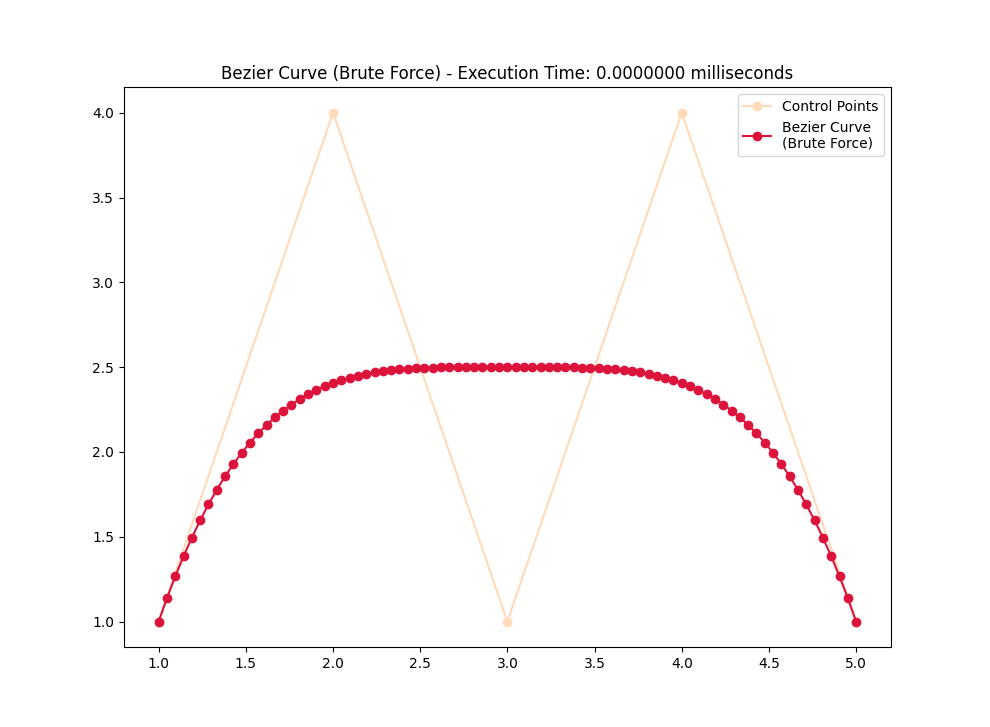 Bezier Curve (Brute Force) - Execution Time: 0.0000000 milliseconds
Control Points
Bezier Curve
(Brute Force)
4.0
3.5
3.0
2.5
2.0
1.5
1.0
1.0 1.5 2.0 2.5 3.0 3.5 4.0 4.5 5.0